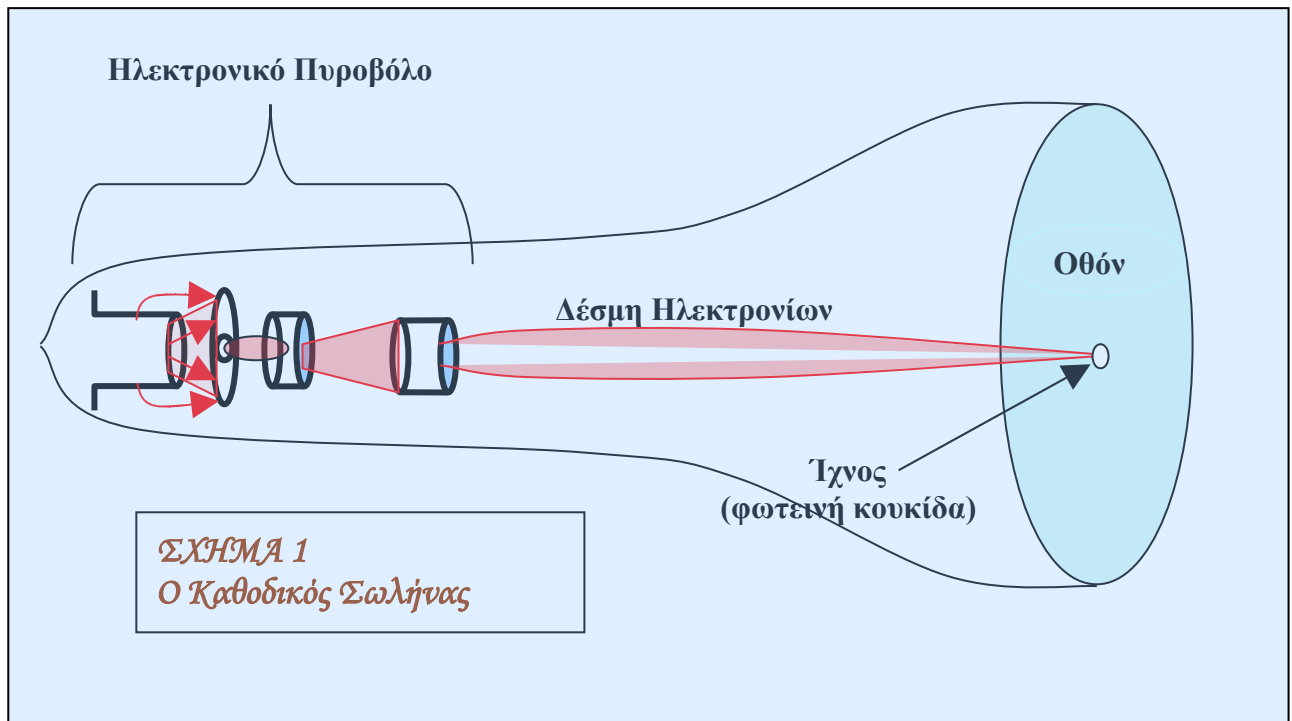 Ηλεκτρονικό Πυροβόλο
Οθόν
Δέσμη Ηλεκτρονίων
Ίχνος
(φωτεινή κουκίδα)
ΣΧΗΜΑ 1
Ο Καθοδικός Σωλήνας